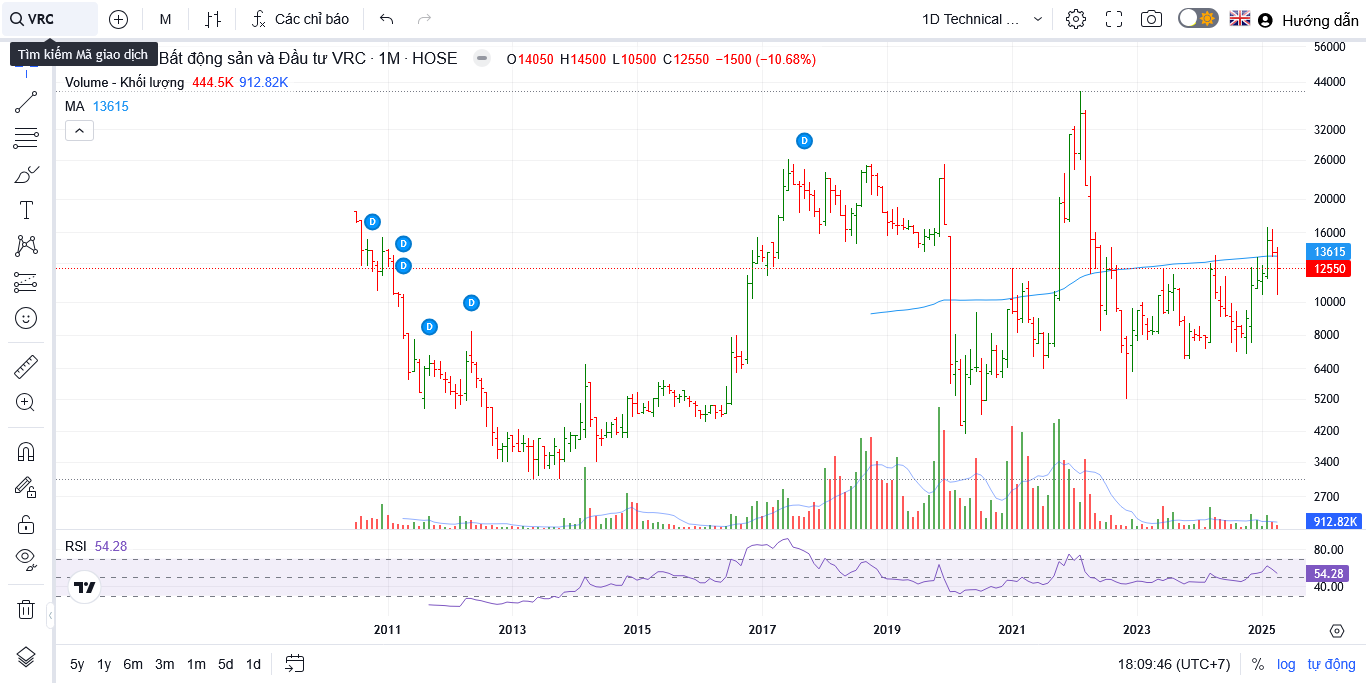 VRC M Các chỉ báo 1D Technical ... Hướng dẫn
Tìm kiếm Mã giao dịch
Bất động sản và Đầu tư VRC · 1M · HOSE O14050 H14500 L10500 C12550 −1500 (−10.68%)
Volume - Khối lượng 444.5K 912.82K
MA 13615
56000
44000
32000
26000
20000
16000
13615
12550
10000
8000
6400
5200
4200
3400
2700
912.82K
D
D
D
D
D
D
RSI 54.28
80.00
54.28
40.00
2011 2013 2015 2017 2019 2021 2023 2025
5y 1y 6m 3m 1m 5d 1d 18:09:46 (UTC+7) % log tự động